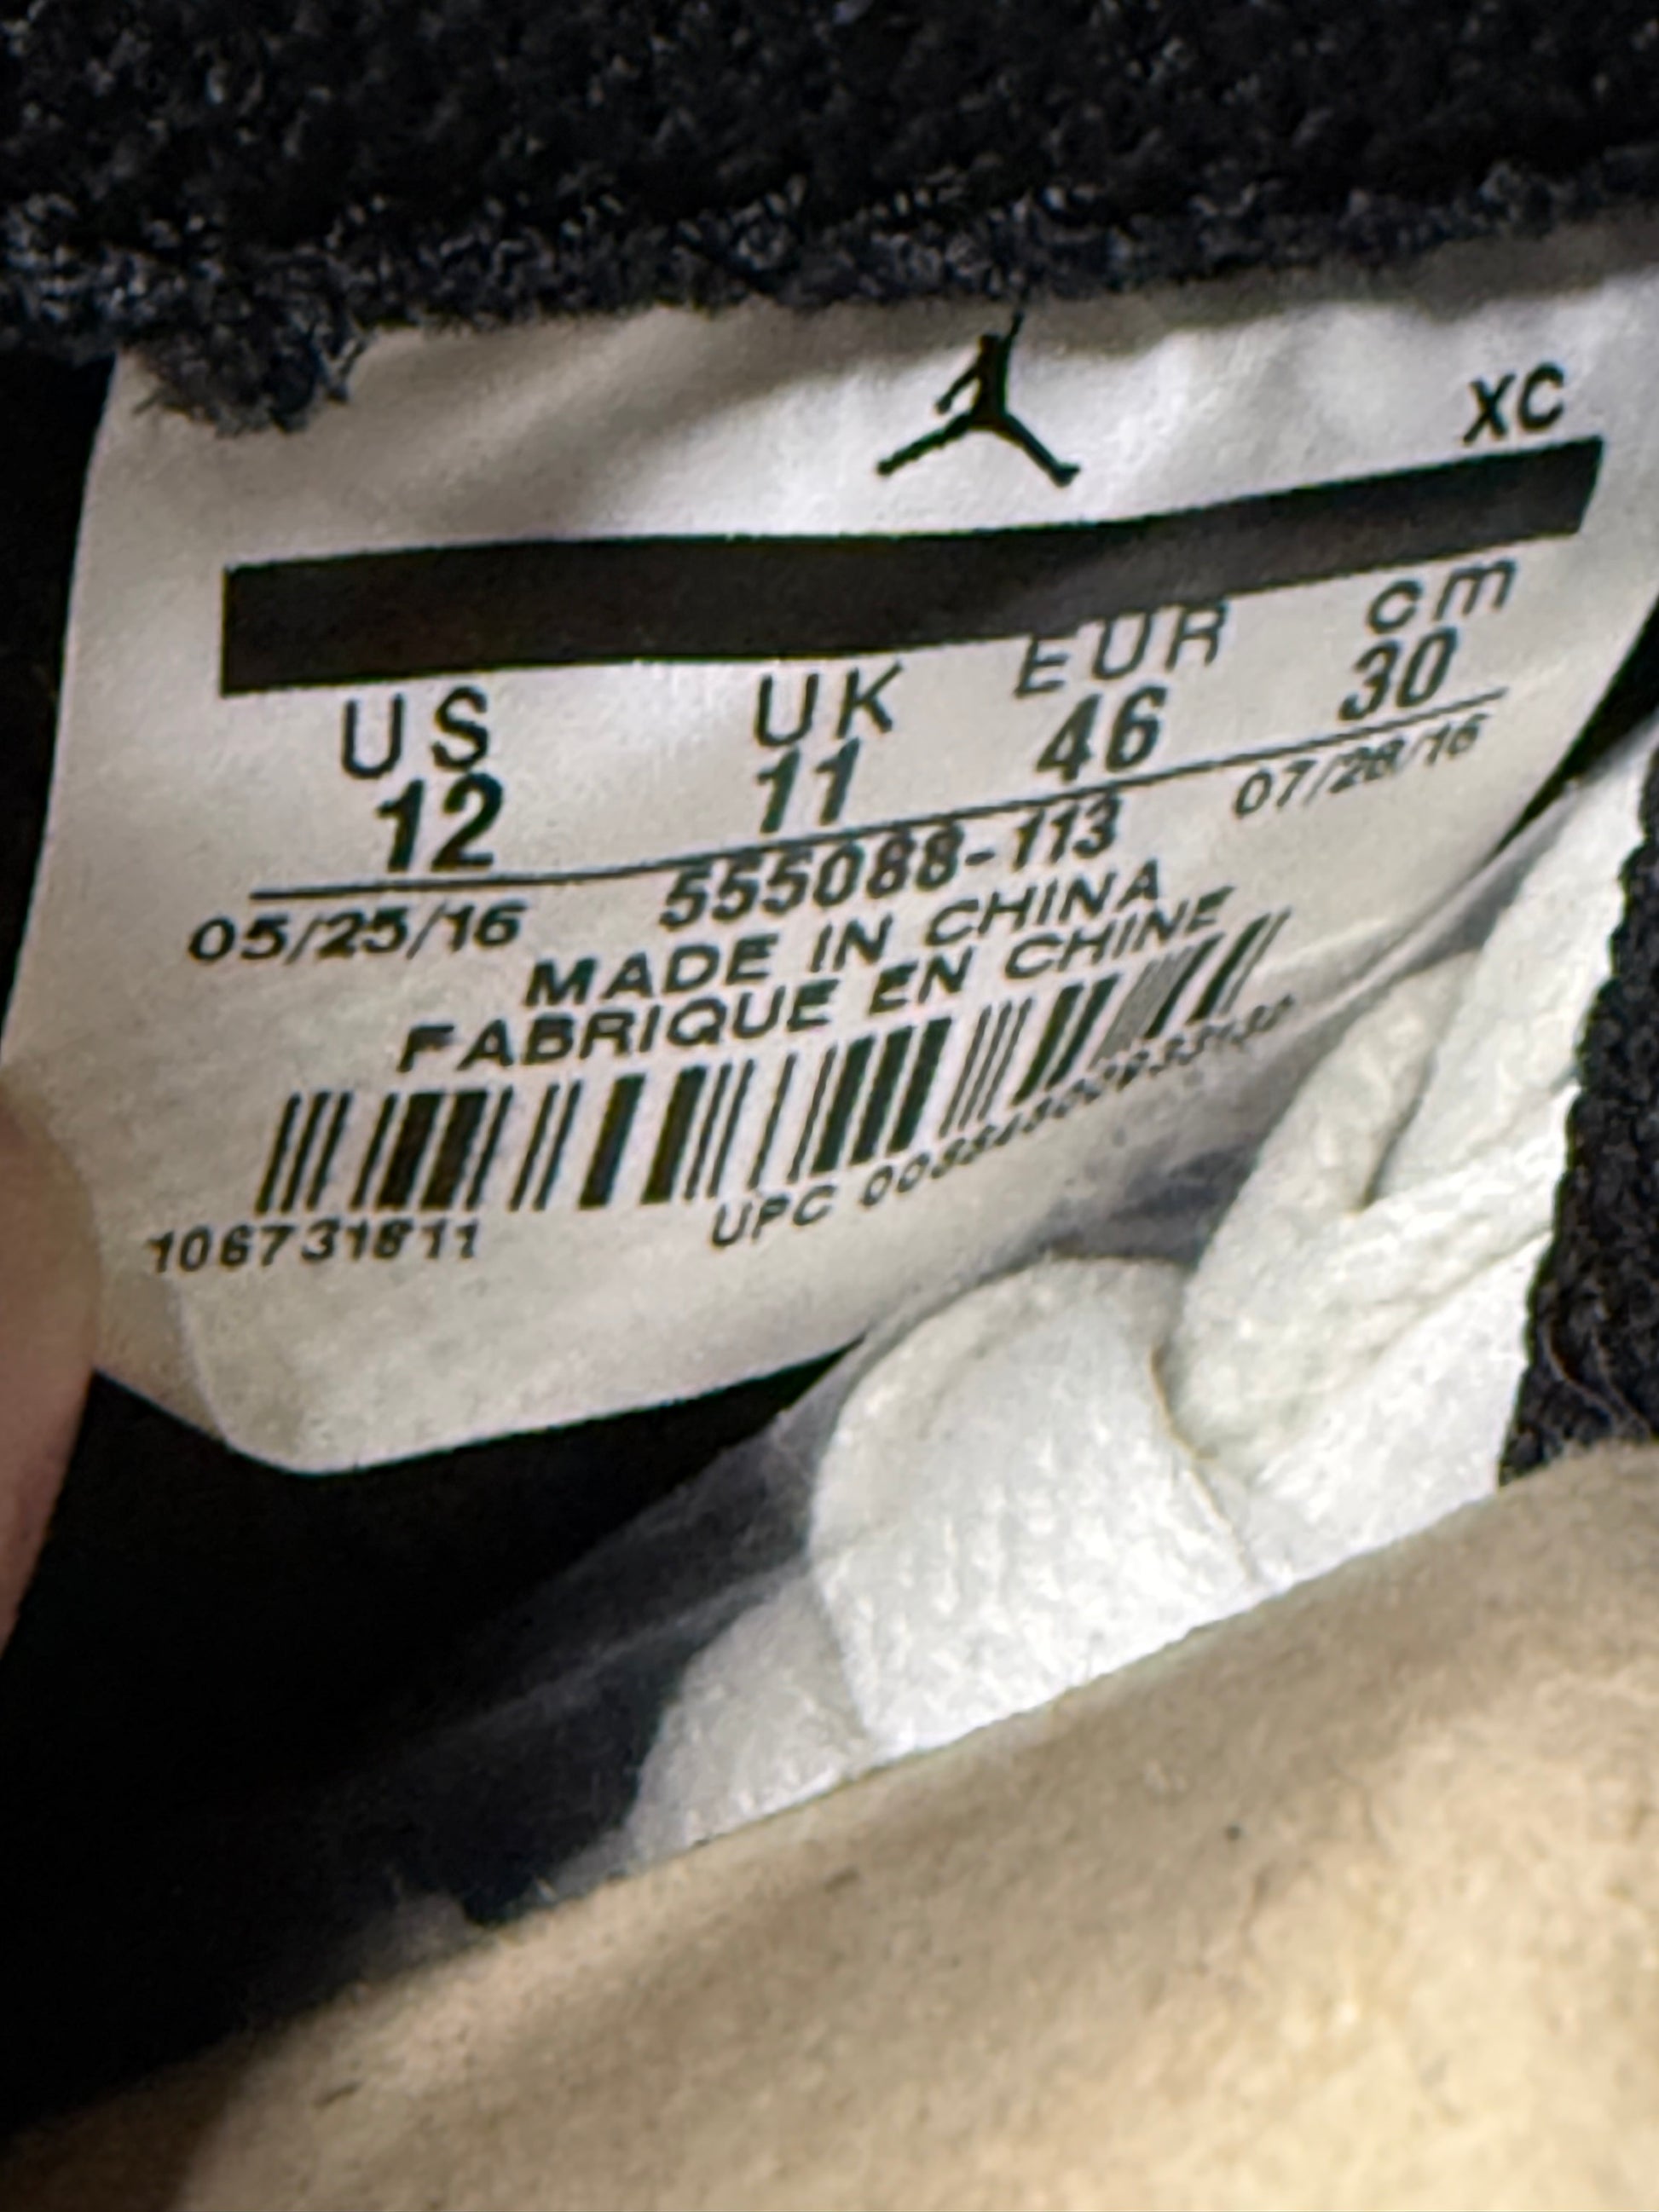 XC
US UK EUR cm
12 11 46 30
05/25/16 555088-113 07/28/16
MADE IN CHINA
FABRIQUE EN CHINE
106731811 UPC